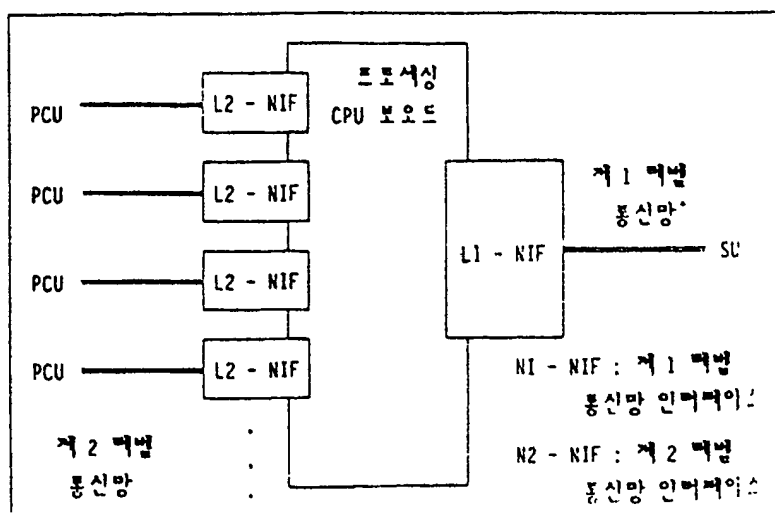 프로세싱
CPU 보오드
PCU
L2 - NIF
PCU
L2 - NIF
PCU
L2 - NIF
PCU
L2 - NIF
L1 - NIF
제 1 레벨
통신망
SU
N1 - NIF : 제 1 레벨
통신망 인터페이스
N2 - NIF : 제 2 레벨
통신망 인터페이스
제 2 레벨
통신망